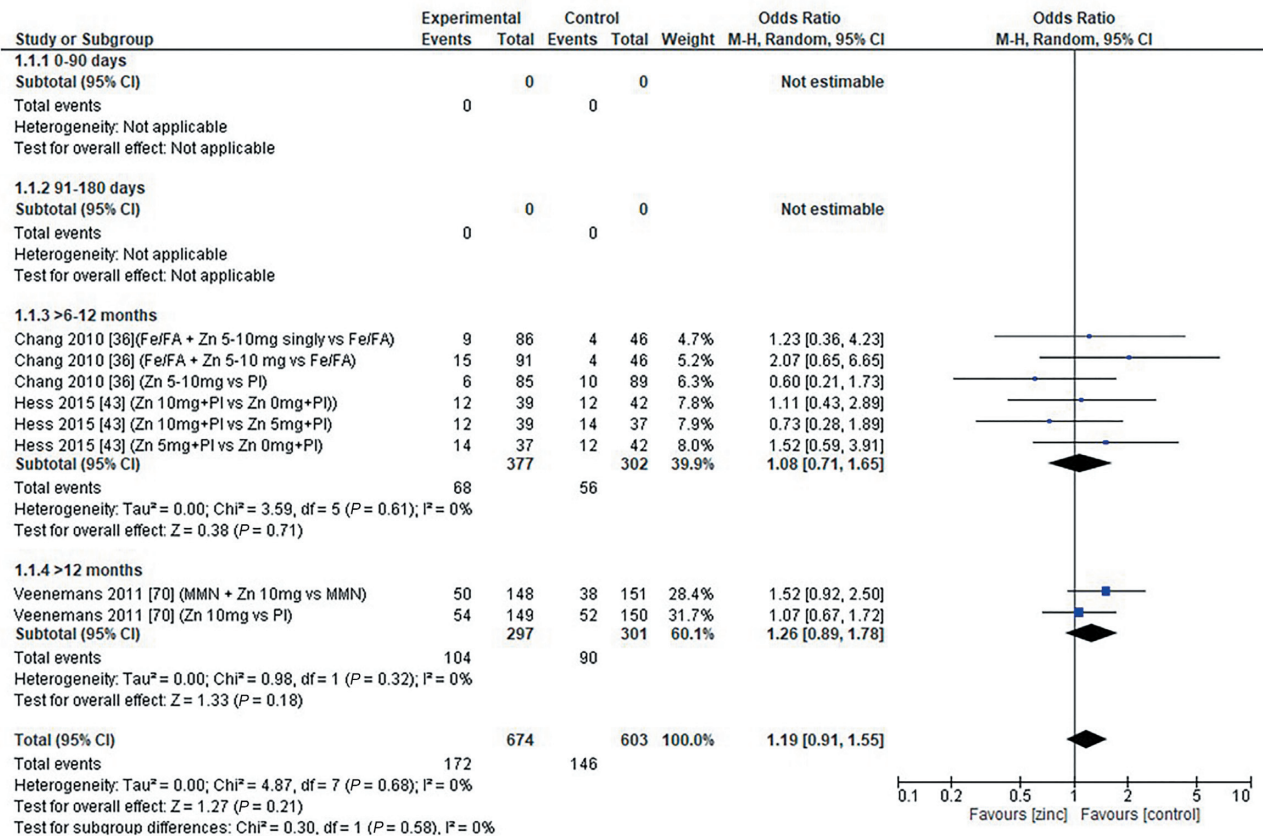 Experimental Control Odds Ratio Odds Ratio
Study or Subgroup Events Total Events Total Weight M-H, Random, 95% CI M-H, Random, 95% CI
1.1.1 0-90 days
Subtotal (95% CI) 0 0 Not estimable
Total events 0 0
Heterogeneity: Not applicable
Test for overall effect: Not applicable
1.1.2 91-180 days
Subtotal (95% CI) 0 0 Not estimable
Total events 0 0
Heterogeneity: Not applicable
Test for overall effect: Not applicable
1.1.3 >6-12 months
Chang 2010 [36](Fe/FA + Zn 5-10mg singly vs Fe/FA) 9 86 4 46 4.7% 1.23 [0.36, 4.23]
Chang 2010 [36] (Fe/FA + Zn 5-10 mg vs Fe/FA) 15 91 4 46 5.2% 2.07 [0.65, 6.65]
Chang 2010 [36] (Zn 5-10mg vs Pl) 6 85 10 89 6.3% 0.60 [0.21, 1.73]
Hess 2015 [43] (Zn 10mg+Pl vs Zn 0mg+Pl)) 12 39 12 42 7.8% 1.11 [0.43, 2.89]
Hess 2015 [43] (Zn 10mg+Pl vs Zn 5mg+Pl) 12 39 14 37 7.9% 0.73 [0.28, 1.89]
Hess 2015 [43] (Zn 5mg+Pl vs Zn 0mg+Pl) 14 37 12 42 8.0% 1.52 [0.59, 3.91]
Subtotal (95% CI) 377 302 39.9% 1.08 [0.71, 1.65]
Total events 68 56
Heterogeneity: Tau² = 0.00; Chi² = 3.59, df = 5 (P = 0.61); I² = 0%
Test for overall effect: Z = 0.38 (P = 0.71)
1.1.4 >12 months
Veenemans 2011 [70] (MMN + Zn 10mg vs MMN) 50 148 38 151 28.4% 1.52 [0.92, 2.50]
Veenemans 2011 [70] (Zn 10mg vs Pl) 54 149 52 150 31.7% 1.07 [0.67, 1.72]
Subtotal (95% CI) 297 301 60.1% 1.26 [0.89, 1.78]
Total events 104 90
Heterogeneity: Tau² = 0.00; Chi² = 0.98, df = 1 (P = 0.32); I² = 0%
Test for overall effect: Z = 1.33 (P = 0.18)
Total (95% CI) 674 603 100.0% 1.19 [0.91, 1.55]
Total events 172 146
Heterogeneity: Tau² = 0.00; Chi² = 4.87, df = 7 (P = 0.68); I² = 0%
Test for overall effect: Z = 1.27 (P = 0.21)
Test for subgroup differences: Chi² = 0.30, df = 1 (P = 0.58), I² = 0%
0.1 0.2 0.5 1 2 5 10
Favours [zinc] Favours [control]